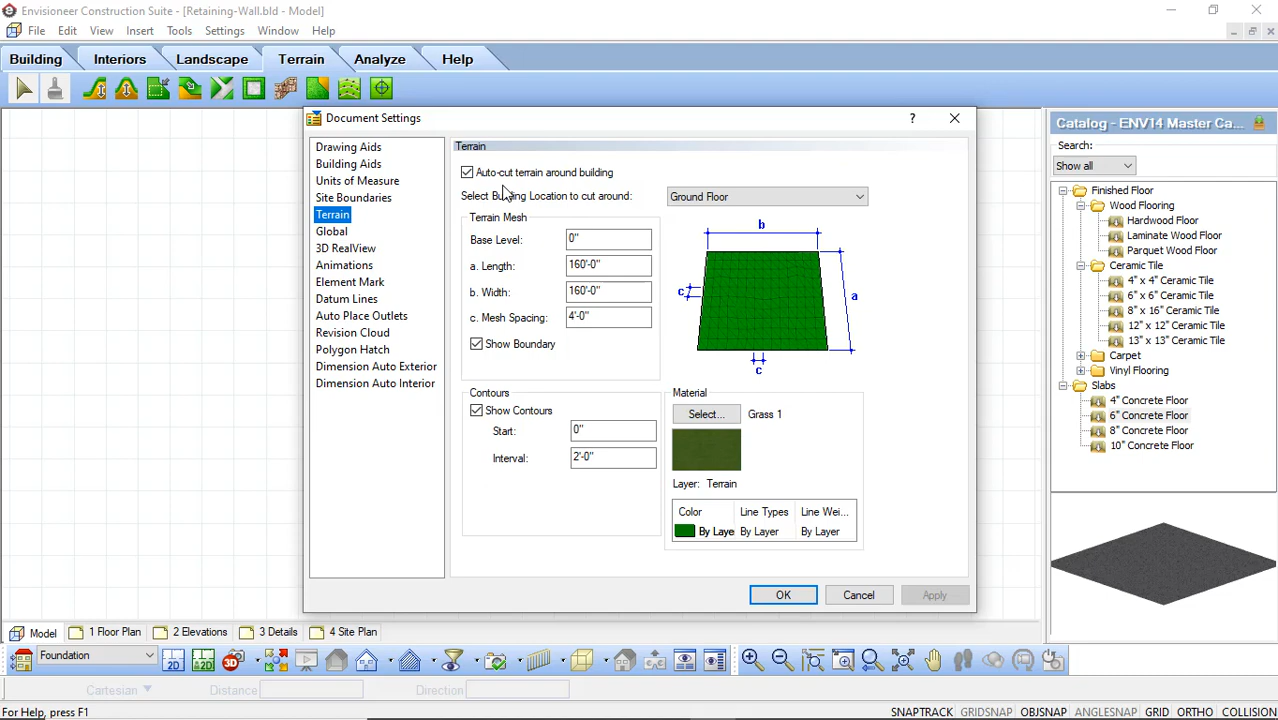 Envisioneer Construction Suite - [Retaining-Wall.bld - Model]
File Edit View Insert Tools Settings Window Help
Building Interiors Landscape Terrain Analyze Help
Document Settings
Drawing Aids
Building Aids
Units of Measure
Site Boundaries
Terrain
Global
3D RealView
Animations
Element Mark
Datum Lines
Auto Place Outlets
Revision Cloud
Polygon Hatch
Dimension Auto Exterior
Dimension Auto Interior
Terrain
Auto-cut terrain around building
Select Building Location to cut around: Ground Floor
Terrain Mesh
Base Level: 0"
a. Length: 160'-0"
b. Width: 160'-0"
c. Mesh Spacing: 4'-0"
Show Boundary
b
c
a
c
Contours
Show Contours
Start: 0"
Interval: 2'-0"
Material
Select... Grass 1
Layer: Terrain
Color Line Types Line Wei...
By Laye By Layer By Layer
OK Cancel Apply
Catalog - ENV14 Master Ca...
Search:
Show all
Finished Floor
Wood Flooring
Hardwood Floor
Laminate Wood Floor
Parquet Wood Floor
Ceramic Tile
4" x 4" Ceramic Tile
6" x 6" Ceramic Tile
8" x 16" Ceramic Tile
12" x 12" Ceramic Tile
13" x 13" Ceramic Tile
Carpet
Vinyl Flooring
Slabs
4" Concrete Floor
6" Concrete Floor
8" Concrete Floor
10" Concrete Floor
Model 1 Floor Plan 2 Elevations 3 Details 4 Site Plan
Foundation 2D 2D 3D
Cartesian Distance Direction
For Help, press F1 SNAPTRACK GRIDSNAP OBJSNAP ANGLESNAP GRID ORTHO COLLISION